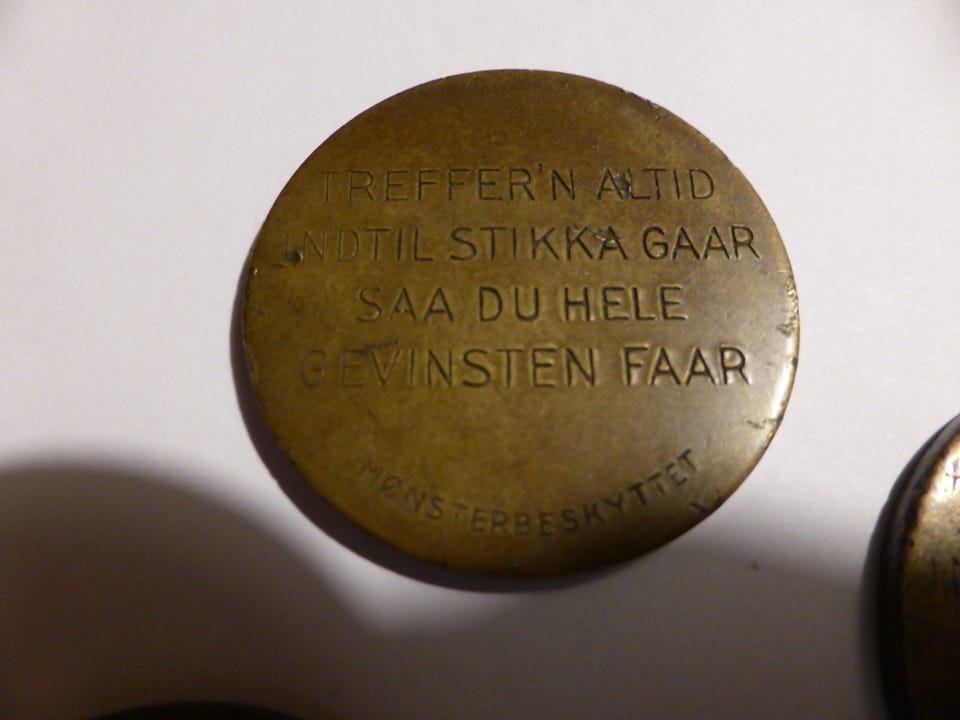 TREFFER'N ALTID
INDTIL STIKKA GAAR
SAA DU HELE
GEVINSTEN FAAR
MØNSTERBESKYTTET